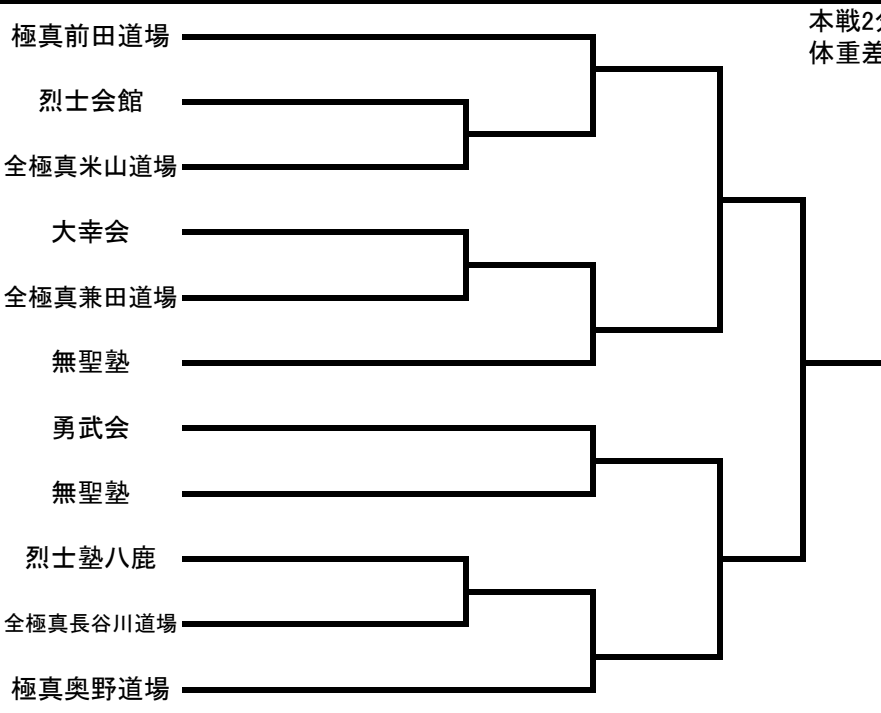 極真前田道場
烈士会館
全極真米山道場
大幸会
全極真兼田道場
無聖塾
勇武会
無聖塾
烈士塾八鹿
全極真長谷川道場
極真奥野道場
本戦2分
体重差